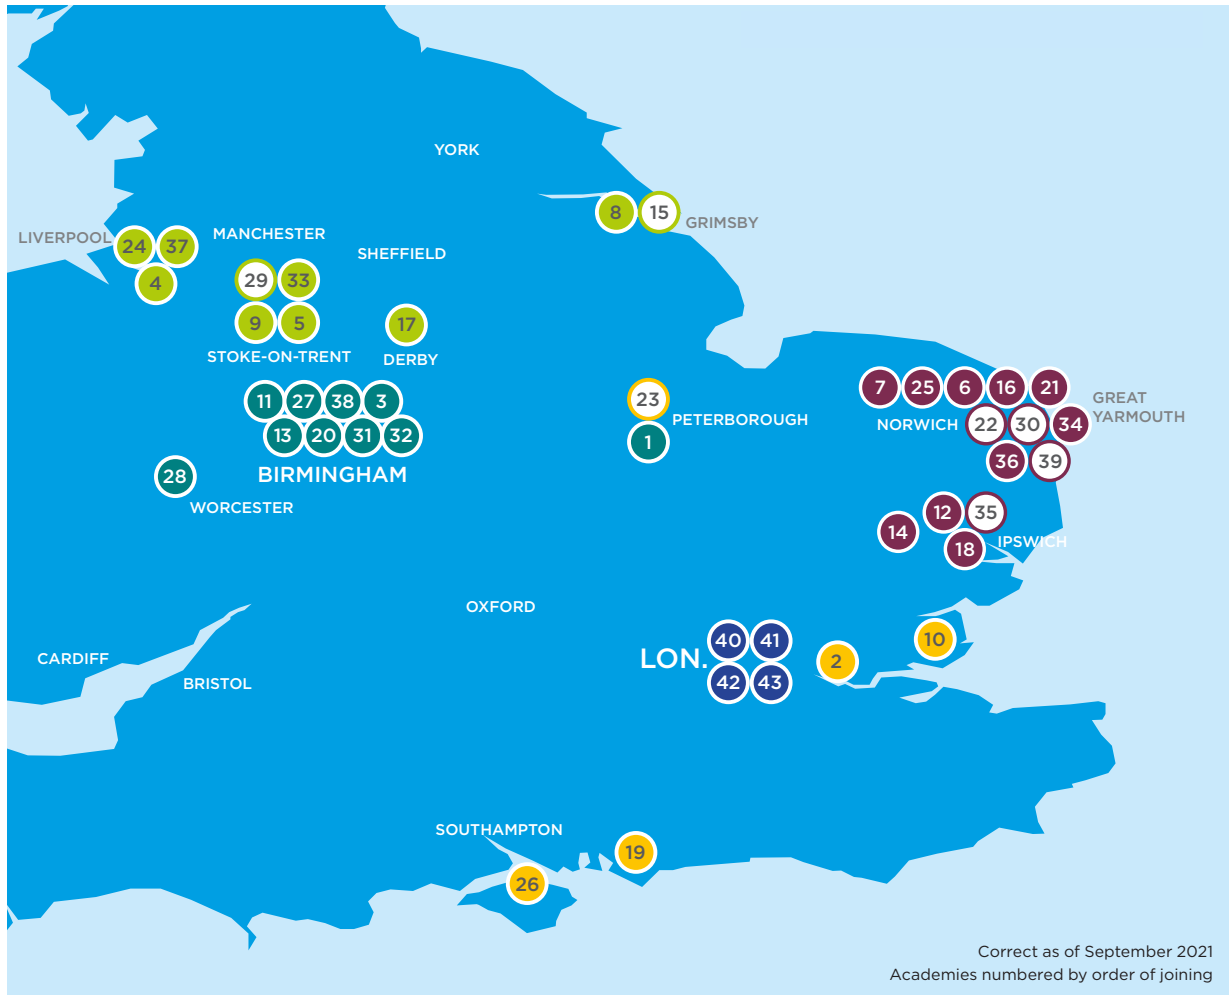 YORK
8 15
GRIMSBY
LIVERPOOL
24 37
4
MANCHESTER
SHEFFIELD
29 33
9 5
STOKE-ON-TRENT
17
DERBY
11 27 38 3
13 20 31 32
BIRMINGHAM
28
WORCESTER
23
PETERBOROUGH
1
7 25 6 16 21
GREAT
YARMOUTH
NORWICH
22 30 34
36 39
12 35
14
18
IPSWICH
OXFORD
LON.
40 41
42 43
2
10
CARDIFF
BRISTOL
SOUTHAMPTON
19
26
Correct as of September 2021
Academies numbered by order of joining